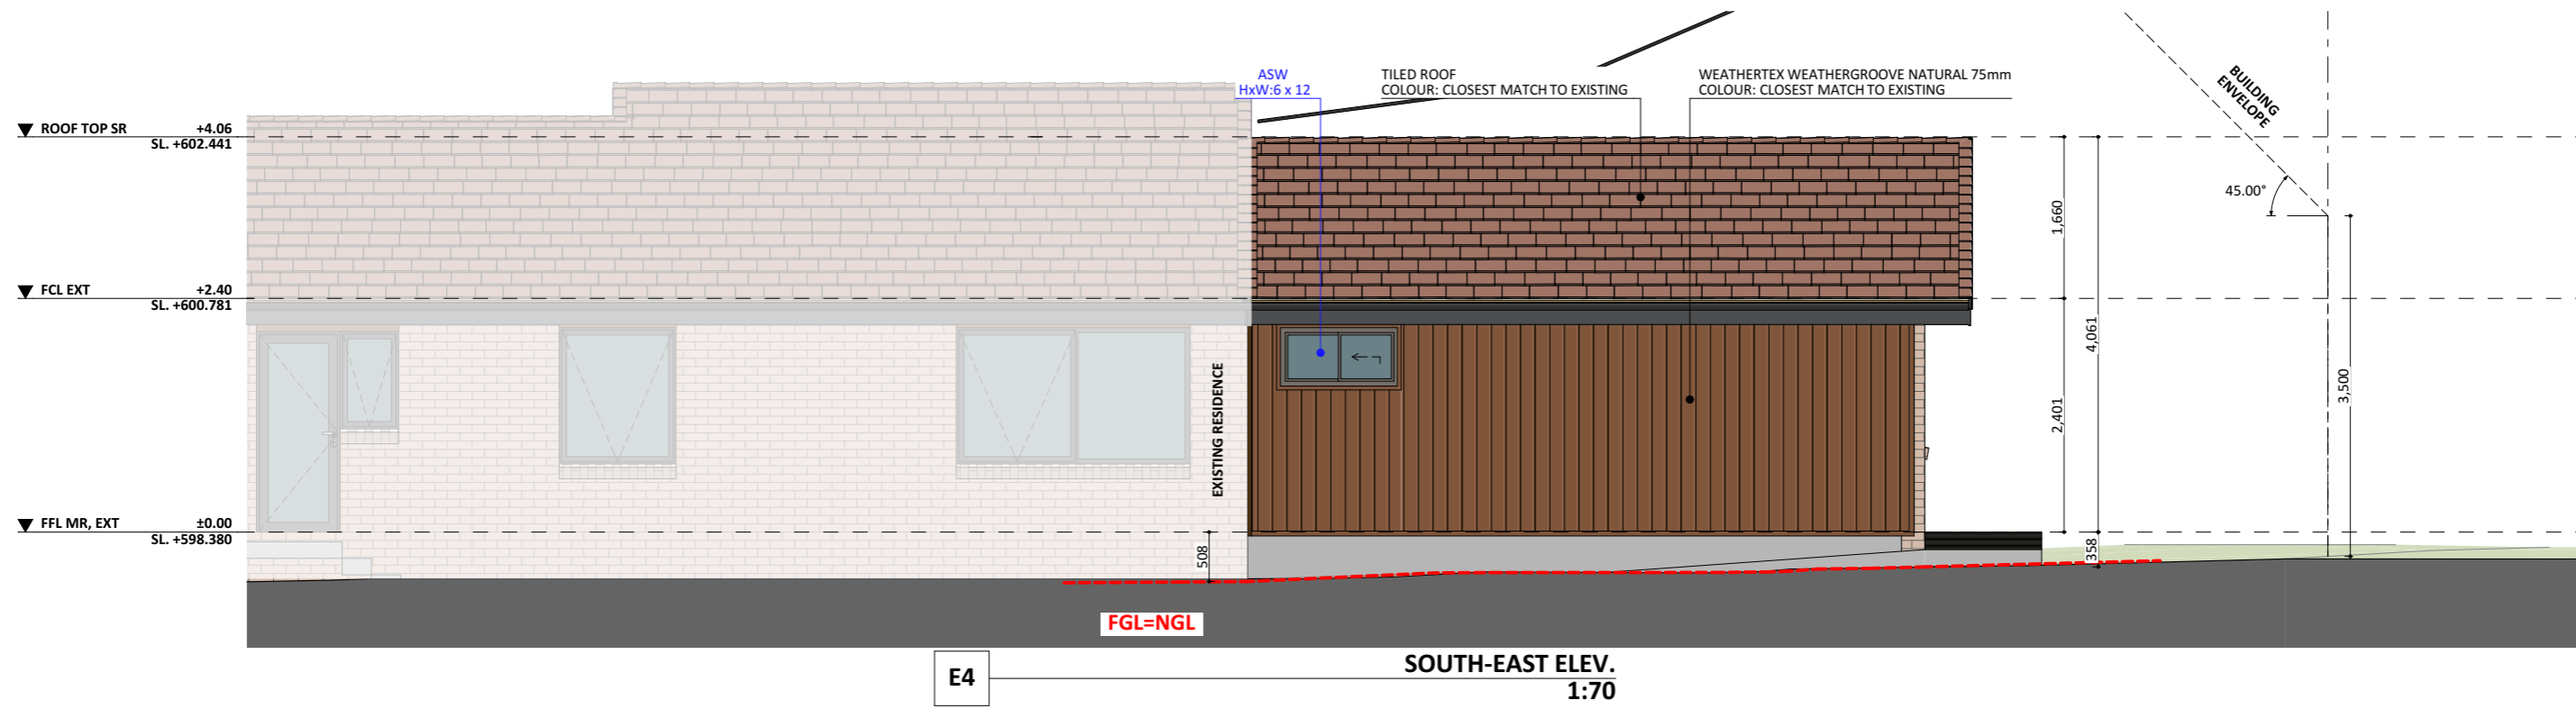 ASW
HxW:6 x 12
TILED ROOF
COLOUR: CLOSEST MATCH TO EXISTING
WEATHERTEX WEATHERGROOVE NATURAL 75mm
COLOUR: CLOSEST MATCH TO EXISTING
BUILDING
ENVELOPE
ROOF TOP SR +4.06
SL. +602.441
45.00°
1,660
FCL EXT +2.40
SL. +600.781
4,061
3,500
2,401
EXISTING RESIDENCE
FFL MR, EXT ±0.00
SL. +598.380
508
358
FGL=NGL
E4
SOUTH-EAST ELEV.
1:70